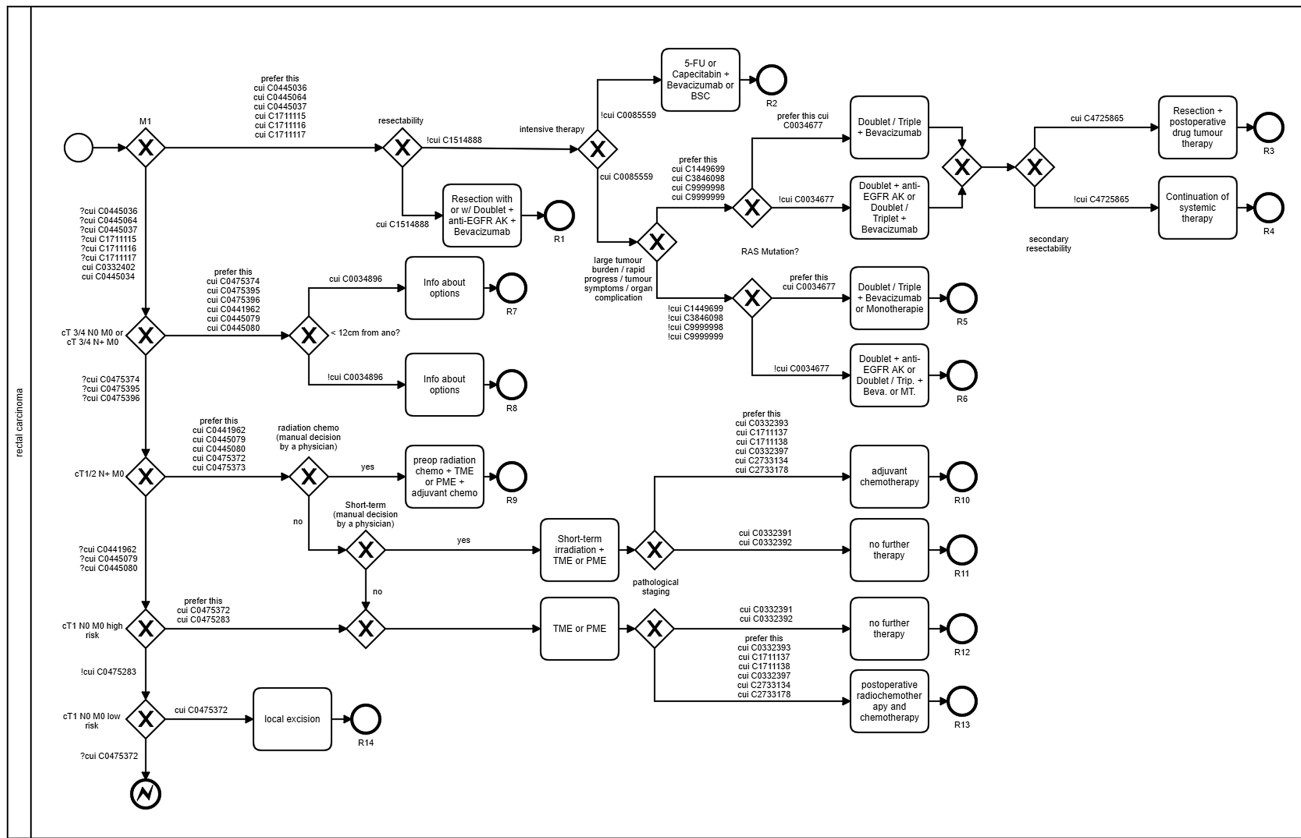 rectal carcinoma
M1
prefer this
cui C0445036
cui C0445064
cui C0445037
cui C1711115
cui C1711116
cui C1711117
resectability
!cui C1514888
cui C1514888
Resection with
or w/ Doublet +
anti-EGFR AK +
Bevacizumab
R1
intensive therapy
!cui C0085559
cui C0085559
5-FU or
Capecitabin +
Bevacizumab or
BSC
R2
large tumour
burden / rapid
progress / tumour
symptoms / organ
complication
prefer this
cui C1449699
cui C3846098
cui C9999998
cui C9999999
!cui C1449699
!cui C3846098
!cui C9999998
!cui C9999999
RAS Mutation?
prefer this cui
C0034677
Doublet / Triple
+ Bevacizumab
!cui C0034677
Doublet + anti-
EGFR AK or
Doublet /
Triplet +
Bevacizumab
secondary
resectability
cui C4725865
Resection +
postoperative
drug tumour
therapy
R3
!cui C4725865
Continuation of
systemic
therapy
R4
prefer this
cui C0034677
Doublet / Triple
+ Bevacizumab
or Monotherapie
R5
!cui C0034677
Doublet + anti-
EGFR AK or
Doublet / Trip. +
Beva. or MT.
R6
?cui C0445036
?cui C0445064
?cui C0445037
?cui C1711115
?cui C1711116
?cui C1711117
cui C0332402
cui C0445034
cT 3/4 N0 M0 or
cT 3/4 N+ M0
prefer this
cui C0475374
cui C0475395
cui C0475396
cui C0441962
cui C0445079
cui C0445080
< 12cm from ano?
cui C0034896
Info about
options
R7
!cui C0034896
Info about
options
R8
?cui C0475374
?cui C0475395
?cui C0475396
cT1/2 N+ M0
prefer this
cui C0441962
cui C0445079
cui C0445080
cui C0475372
cui C0475373
radiation chemo
(manual decision
by a physician)
yes
preop radiation
chemo + TME
or PME +
adjuvant chemo
R9
no
Short-term
(manual decision
by a physician)
yes
no
Short-term
irradiation +
TME or PME
pathological
staging
prefer this
cui C0332393
cui C1711137
cui C1711138
cui C0332397
cui C2733134
cui C2733178
adjuvant
chemotherapy
R10
cui C0332391
cui C0332392
no further
therapy
R11
?cui C0441962
?cui C0445079
?cui C0445080
cT1 N0 M0 high
risk
prefer this
cui C0475372
cui C0475283
TME or PME
cui C0332391
cui C0332392
no further
therapy
R12
prefer this
cui C0332393
cui C1711137
cui C1711138
cui C0332397
cui C2733134
cui C2733178
postoperative
radiochemother
apy and
chemotherapy
R13
!cui C0475283
cT1 N0 M0 low
risk
cui C0475372
local excision
R14
?cui C0475372